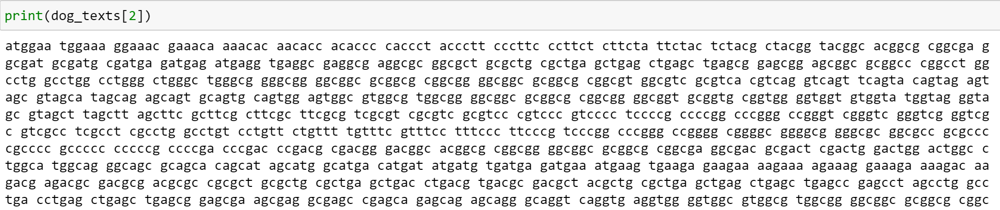 print(dog_texts[2])
atggaa tggaaa ggaaac gaaaca aaacac aacacc acaccc caccct accctt cccttc ccttct cttcta ttctac tctacg ctacgg tacggc acggcg cggcga g
gcgat gcgatg cgatga gatgag atgagg tgaggc gaggcg aggcgc ggcgct gcgctg cgctga gctgag ctgagc tgagcg gagcgg agcggc gcggcc cggcct gg
cctg gcctgg cctggg ctgggc tgggcg gggcgg ggcggc gcggcg cggcgg ggcggc gcggcg cggcgt ggcgtc gcgtca cgtcag gtcagt tcagta cagtag agt
agc gtagca tagcag agcagt gcagtg cagtgg agtggc gtggcg tggcgg ggcggc gcggcg cggcgg ggcggt gcggtg cggtgg ggtggt gtggta tggtag ggta
gc gtagct tagctt agcttc gcttcg cttcgc ttcgcg tcgcgt cgcgtc gcgtcc cgtccc gtcccc tccccg ccccgg cccggg ccgggt cgggtc gggtcg ggtcg
c gtcgcc tcgcct cgcctg gcctgt cctgtt ctgttt tgtttc gtttcc tttccc ttcccg tcccgg cccggg ccgggg cggggc ggggcg gggcgc ggcgcc gcgccc
cgcccc gccccc cccccg ccccga cccgac ccgacg cgacgg gacggc acggcg cggcgg ggcggc gcggcg cggcga ggcgac gcgact cgactg gactgg actggc c
tggca tggcag ggcagc gcagca cagcat agcatg gcatga catgat atgatg tgatga gatgaa atgaag tgaaga gaagaa aagaaa agaaag gaaaga aaagac aa
gacg agacgc gacgcg acgcgc cgcgct gcgctg cgctga gctgac ctgacg tgacgc gacgct acgctg cgctga gctgag ctgagc tgagcc gagcct agcctg gcc
tga cctgag ctgagc tgagcg gagcga agcgag gcgagc cgagca gagcag agcagg gcaggt caggtg aggtgg ggtggc gtggcg tggcgg ggcggc gcggcg cggc